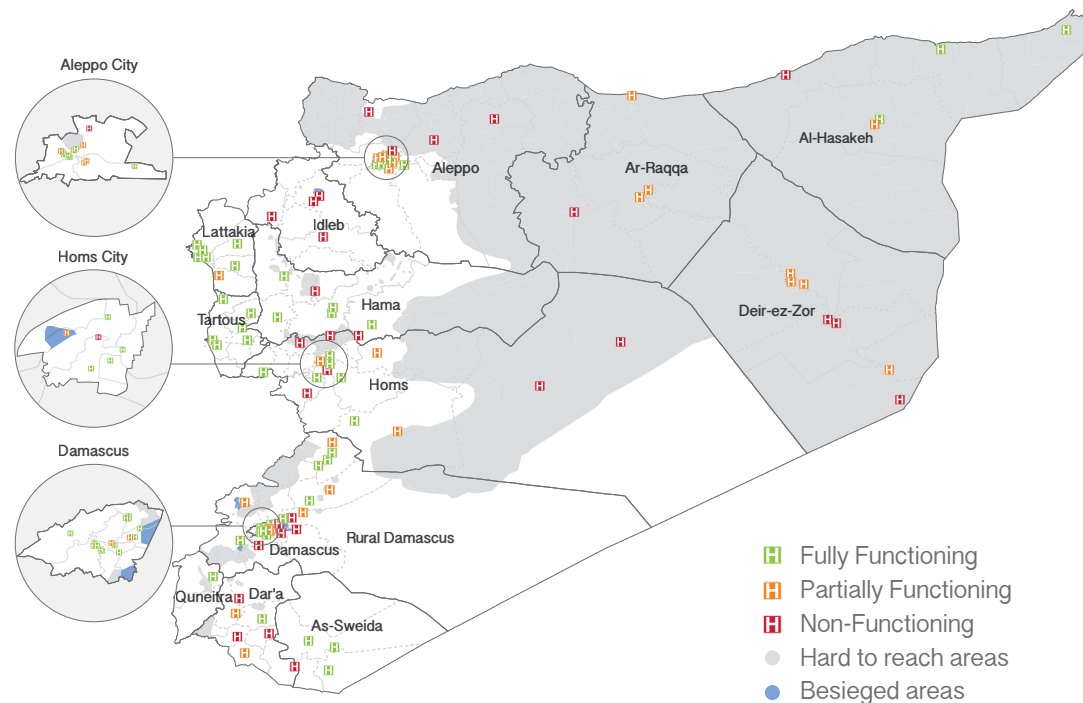 Aleppo City
Al-Hasakeh
Aleppo
Ar-Raqqa
Idleb
Lattakia
Homs City
Hama
Deir-ez-Zor
Tartous
Homs
Damascus
Rural Damascus
Damascus
Quneitra
Dar'a
As-Sweida
H Fully Functioning
H Partially Functioning
H Non-Functioning
Hard to reach areas
Besieged areas